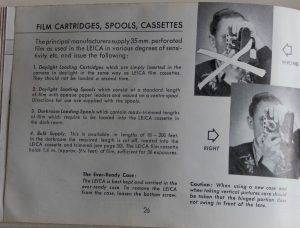 FILM CARTRIDGES, SPOOLS, CASSETTES
The principal manufacturers supply 35 mm. perforated
film as used in the LEICA in various degrees of sensi-
tivity etc. and issue the following:
1. Daylight Loading Cartridges which are simply inserted in the
camera in daylight in the same way as LEICA film cassettes.
They should not be loaded a second time.
2. Daylight Loading Spools which consist of a standard length
of film with opaque paper leaders and wound on a centre-spool.
Directions for use are supplied with the spools.
3. Darkroom Loading Spools which contain ready-trimmed lengths
of film which require to be loaded into the LEICA cassette in
the dark-room.
4. Bulk Supply. This is available in lengths of 16 – 200 feet.
In the darkroom the required length is cut off, loaded into the
LEICA cassette and trimmed (see page 30). The LEICA film cassette
holds 1.6 m. (approx. 5¼ feet) of film, sufficient for 36 exposures.
WRONG
RIGHT
The Ever-Ready Case:
The LEICA is best kept and carried in the
ever-ready case. To remove the LEICA
from the case, loosen the bottom screw.
Caution: When using a new case and
when taking vertical pictures care should
be taken that the hinged portion does
not swing in front of the lens.
26